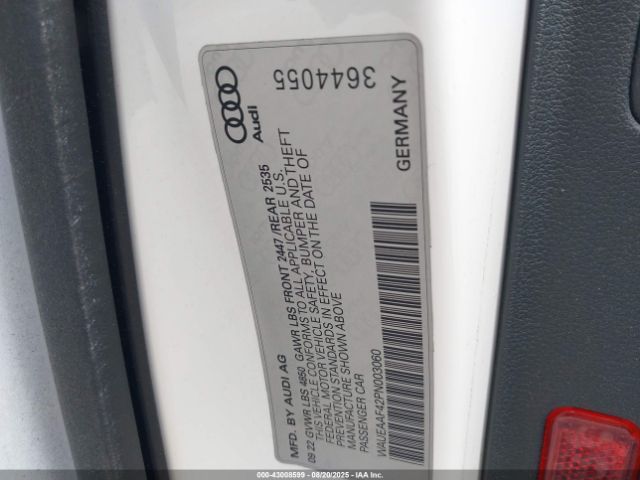 Audi
3644055
MFD. BY AUDI AG
09 22 GVWR LBS 4850 GAWR LBS FRONT 2447 /REAR 2535
THIS VEHICLE CONFORMS TO ALL APPLICABLE U.S.
FEDERAL MOTOR VEHICLE SAFETY, BUMPER AND THEFT
PREVENTION STANDARDS IN EFFECT ON THE DATE OF
MANUFACTURE SHOWN ABOVE
PASSENGER CAR
GERMANY
WAUEAAF42PN003060
000-43008599 - 08/20/2025 - IAAI.COM